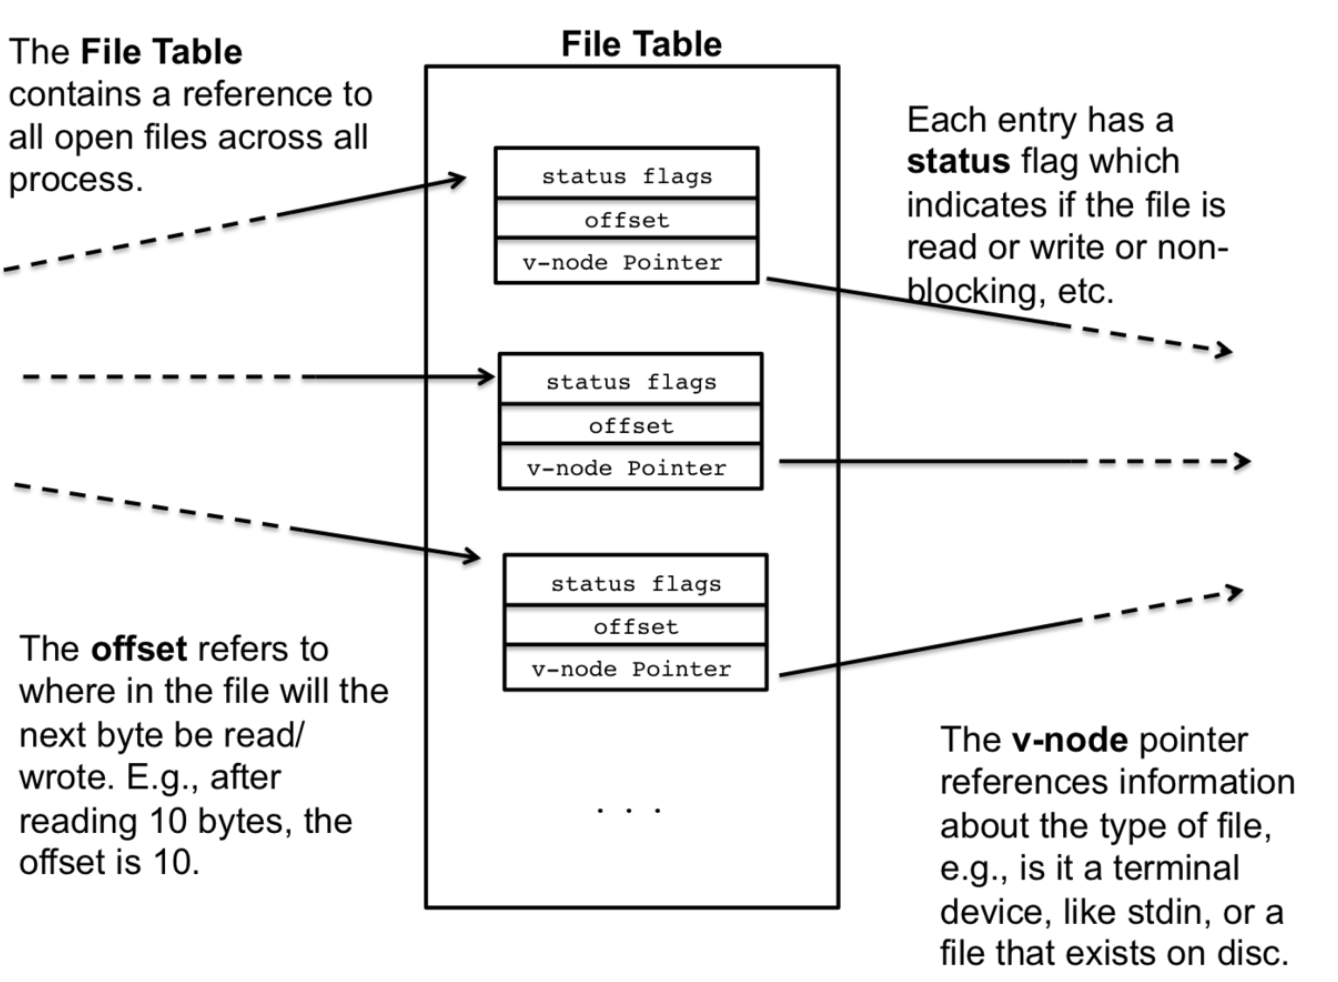 The File Table
contains a reference to
all open files across all
process.
File Table
status flags
offset
v-node Pointer
status flags
offset
v-node Pointer
status flags
offset
v-node Pointer
. . .
Each entry has a
status flag which
indicates if the file is
read or write or non-
blocking, etc.
The offset refers to
where in the file will the
next byte be read/
wrote. E.g., after
reading 10 bytes, the
offset is 10.
The v-node pointer
references information
about the type of file,
e.g., is it a terminal
device, like stdin, or a
file that exists on disc.